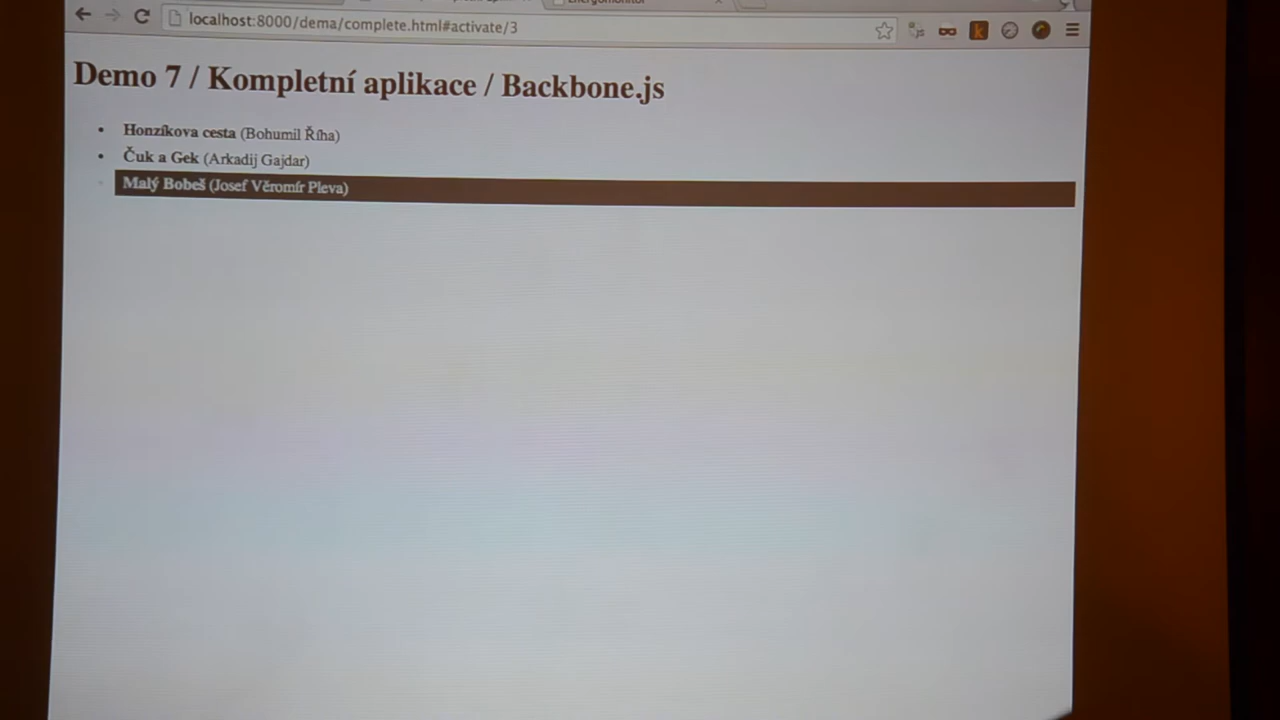 localhost:8000/dema/complete.html#activate/3
Demo 7 / Kompletní aplikace / Backbone.js
Honzíkova cesta (Bohumil Říha)
Čuk a Gek (Arkadij Gajdar)
Malý Bobeš (Josef Věromír Pleva)